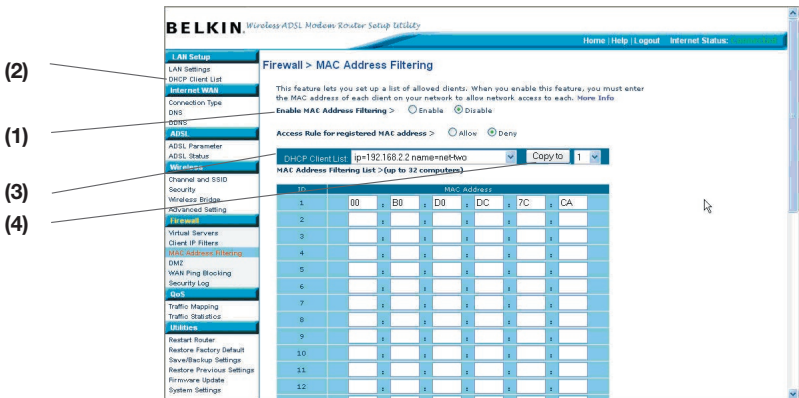 BELKIN. Wireless ADSL Modem Router Setup Utility
Home | Help | Logout Internet Status:
(2)
(1)
(3)
(4)
LAN Setup
LAN Settings
DHCP Client List
Internet WAN
Connection Type
DNS
DDNS
ADSL
ADSL Parameter
ADSL Status
Wireless
Channel and SSID
Security
Wireless Bridge
Advanced Setting
Firewall
Virtual Servers
Client IP Filters
MAC Address Filtering
DMZ
WAN Ping Blocking
Security Log
QoS
Traffic Mapping
Traffic Statistics
Utilities
Restart Router
Restore Factory Default
Save/Backup Settings
Restore Previous Settings
Firmware Update
System Settings
Firewall > MAC Address Filtering
This feature lets you set up a list of allowed clients. When you enable this feature, you must enter
the MAC address of each client on your network to allow network access to each. More Info
Enable MAC Address Filtering > Enable Disable
Access Rule for registered MAC address > Allow Deny
DHCP Client List: ip=192.168.2.2 name=net-two Copy to 1
MAC Address Filtering List >(up to 32 computers)
ID MAC Address
1 00 : B0 : D0 : DC : 7C : CA
2 : : : : :
3 : : : : :
4 : : : : :
5 : : : : :
6 : : : : :
7 : : : : :
8 : : : : :
9 : : : : :
10 : : : : :
11 : : : : :
12 : : : : :